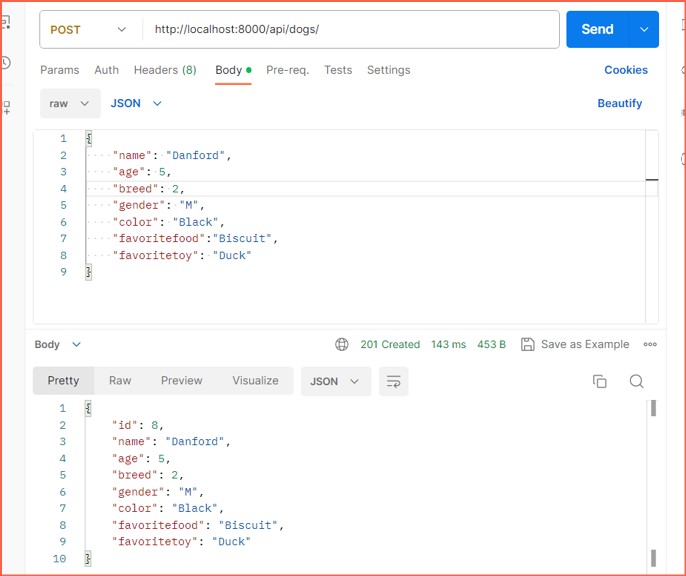 POST http://localhost:8000/api/dogs/ Send
Params Auth Headers (8) Body Pre-req. Tests Settings Cookies
raw JSON Beautify
1 {
2 "name": "Danford",
3 "age": 5,
4 "breed": 2,
5 "gender": "M",
6 "color": "Black",
7 "favoritefood":"Biscuit",
8 "favoritetoy": "Duck"
9 }
Body 201 Created 143 ms 453 B Save as Example
Pretty Raw Preview Visualize JSON
1 {
2 "id": 8,
3 "name": "Danford",
4 "age": 5,
5 "breed": 2,
6 "gender": "M",
7 "color": "Black",
8 "favoritefood": "Biscuit",
9 "favoritetoy": "Duck"
10 }